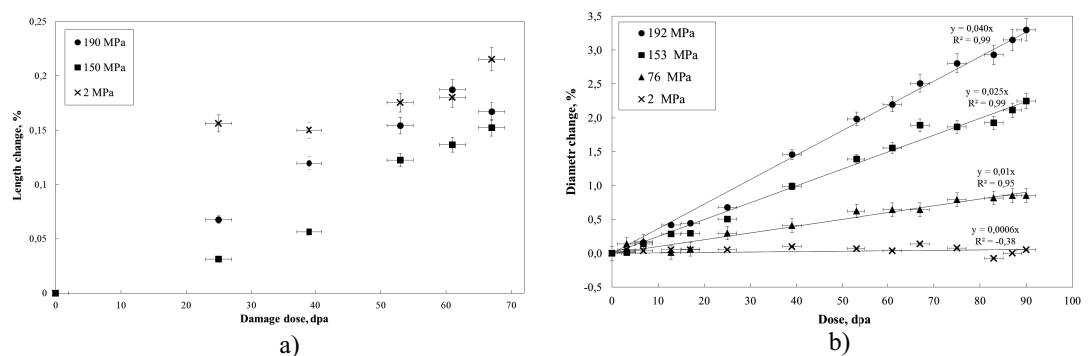 0,25
0,2
0,15
0,1
0,05
0
Length change, %
190 MPa
150 MPa
2 MPa
0 10 20 30 40 50 60 70
Damage dose, dpa
a)
3,5
3,0
2,5
2,0
1,5
1,0
0,5
0,0
-0,5
Diametr change, %
192 MPa
153 MPa
76 MPa
2 MPa
y = 0,040x
R² = 0,99
y = 0,025x
R² = 0,99
y = 0,01x
R² = 0,95
y = 0,0006x
R² = -0,38
0 10 20 30 40 50 60 70 80 90 100
Dose, dpa
b)